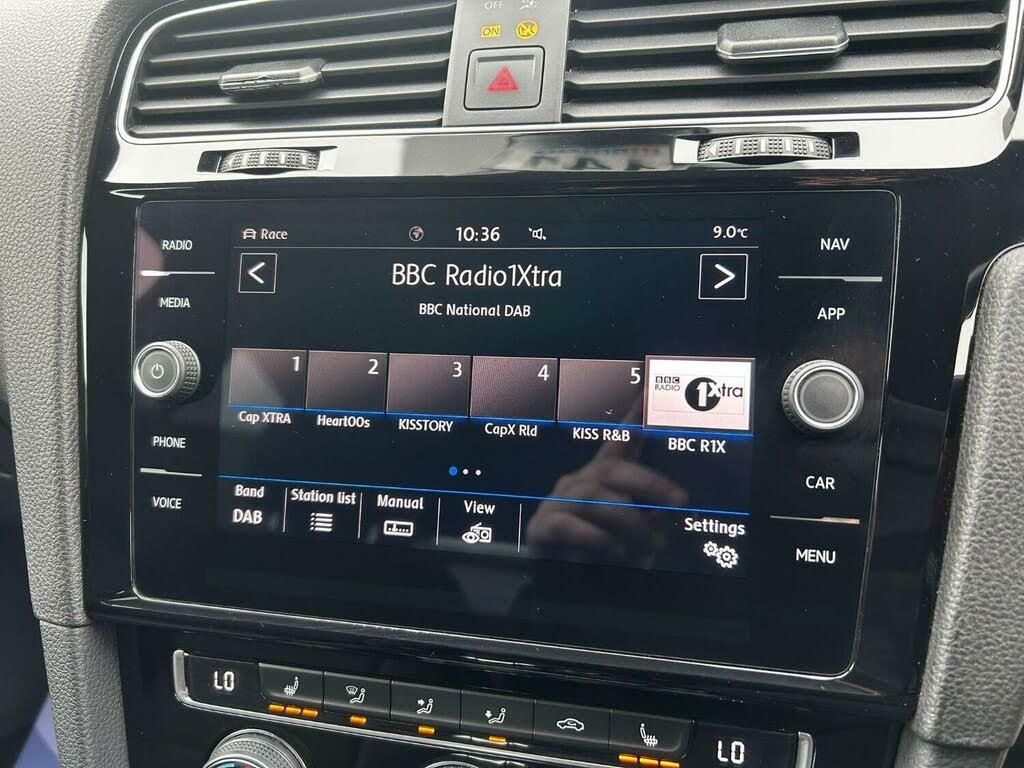 OFF
ON
RADIO
MEDIA
PHONE
VOICE
Race
10:36
9.0°C
<
BBC Radio1Xtra
>
BBC National DAB
1
2
3
4
5
BBC
RADIO
1Xtra
Cap XTRA
Heart00s
KISSTORY
CapX Rld
KISS R&B
BBC R1X
Band
DAB
Station list
Manual
View
Settings
NAV
APP
CAR
MENU
LO
LO